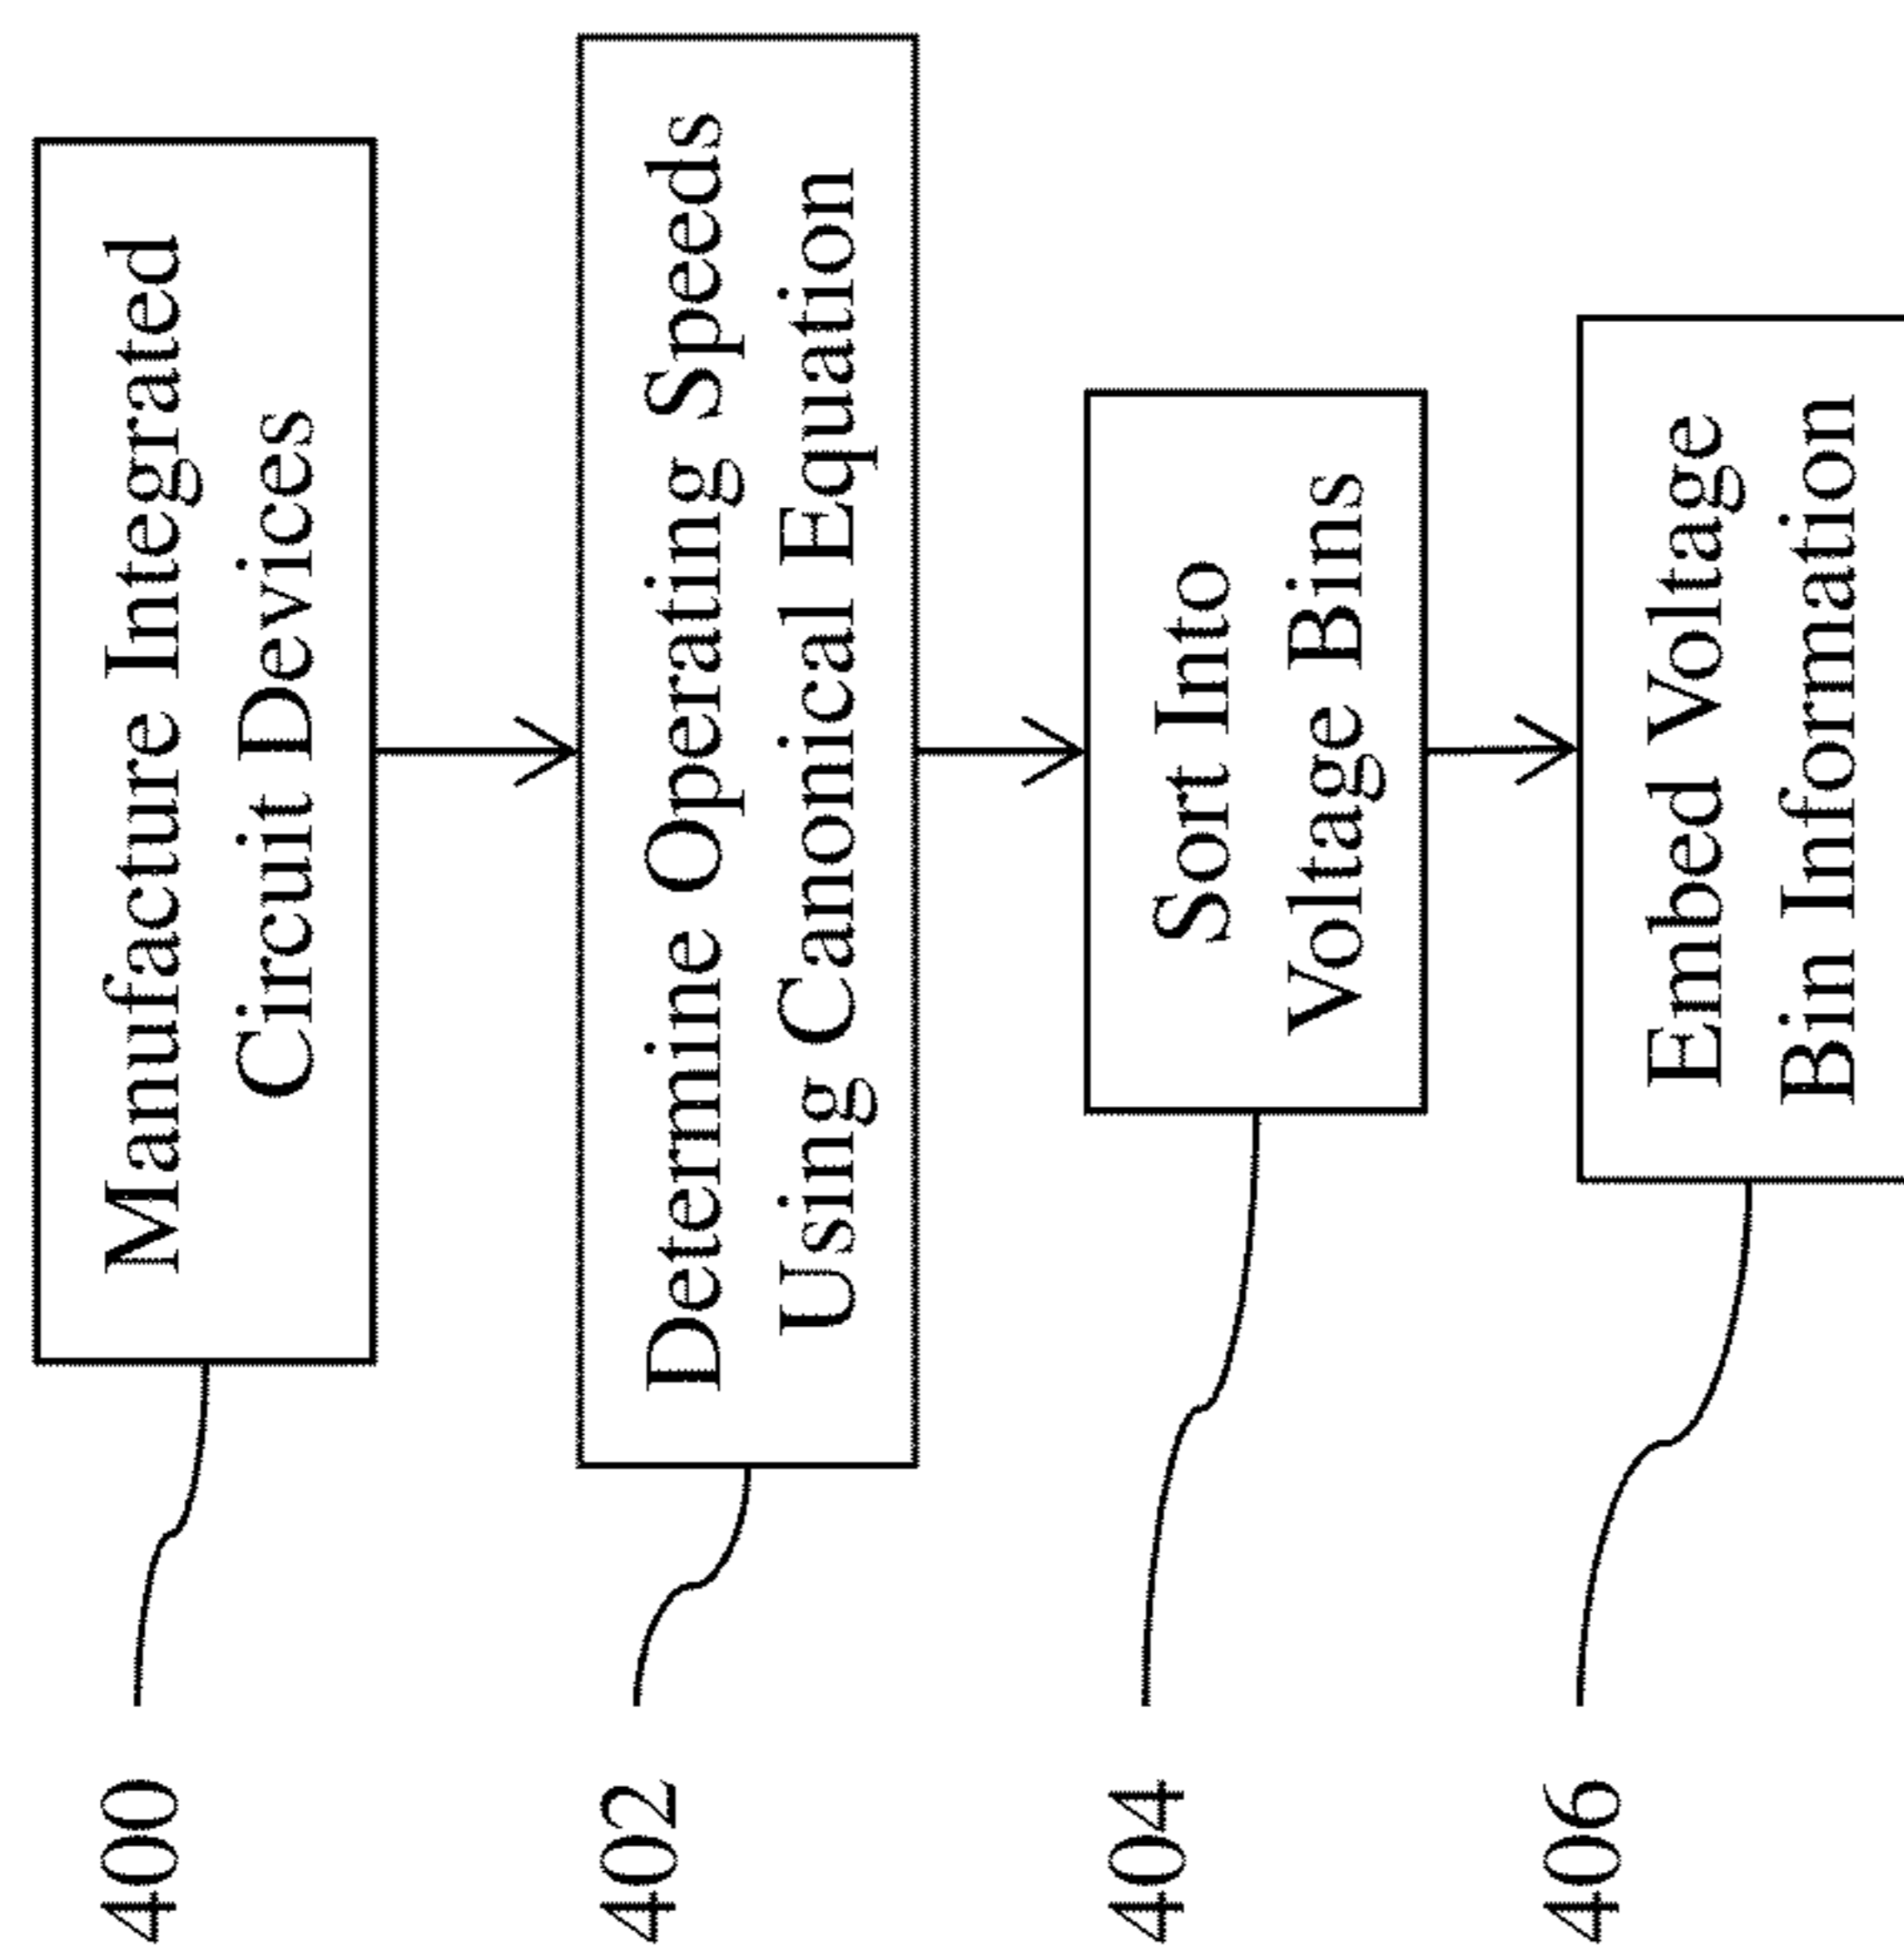 400
Manufacture Integrated
Circuit Devices
402
Determine Operating Speeds
Using Canonical Equation
404
Sort Into
Voltage Bins
406
Embed Voltage
Bin Information